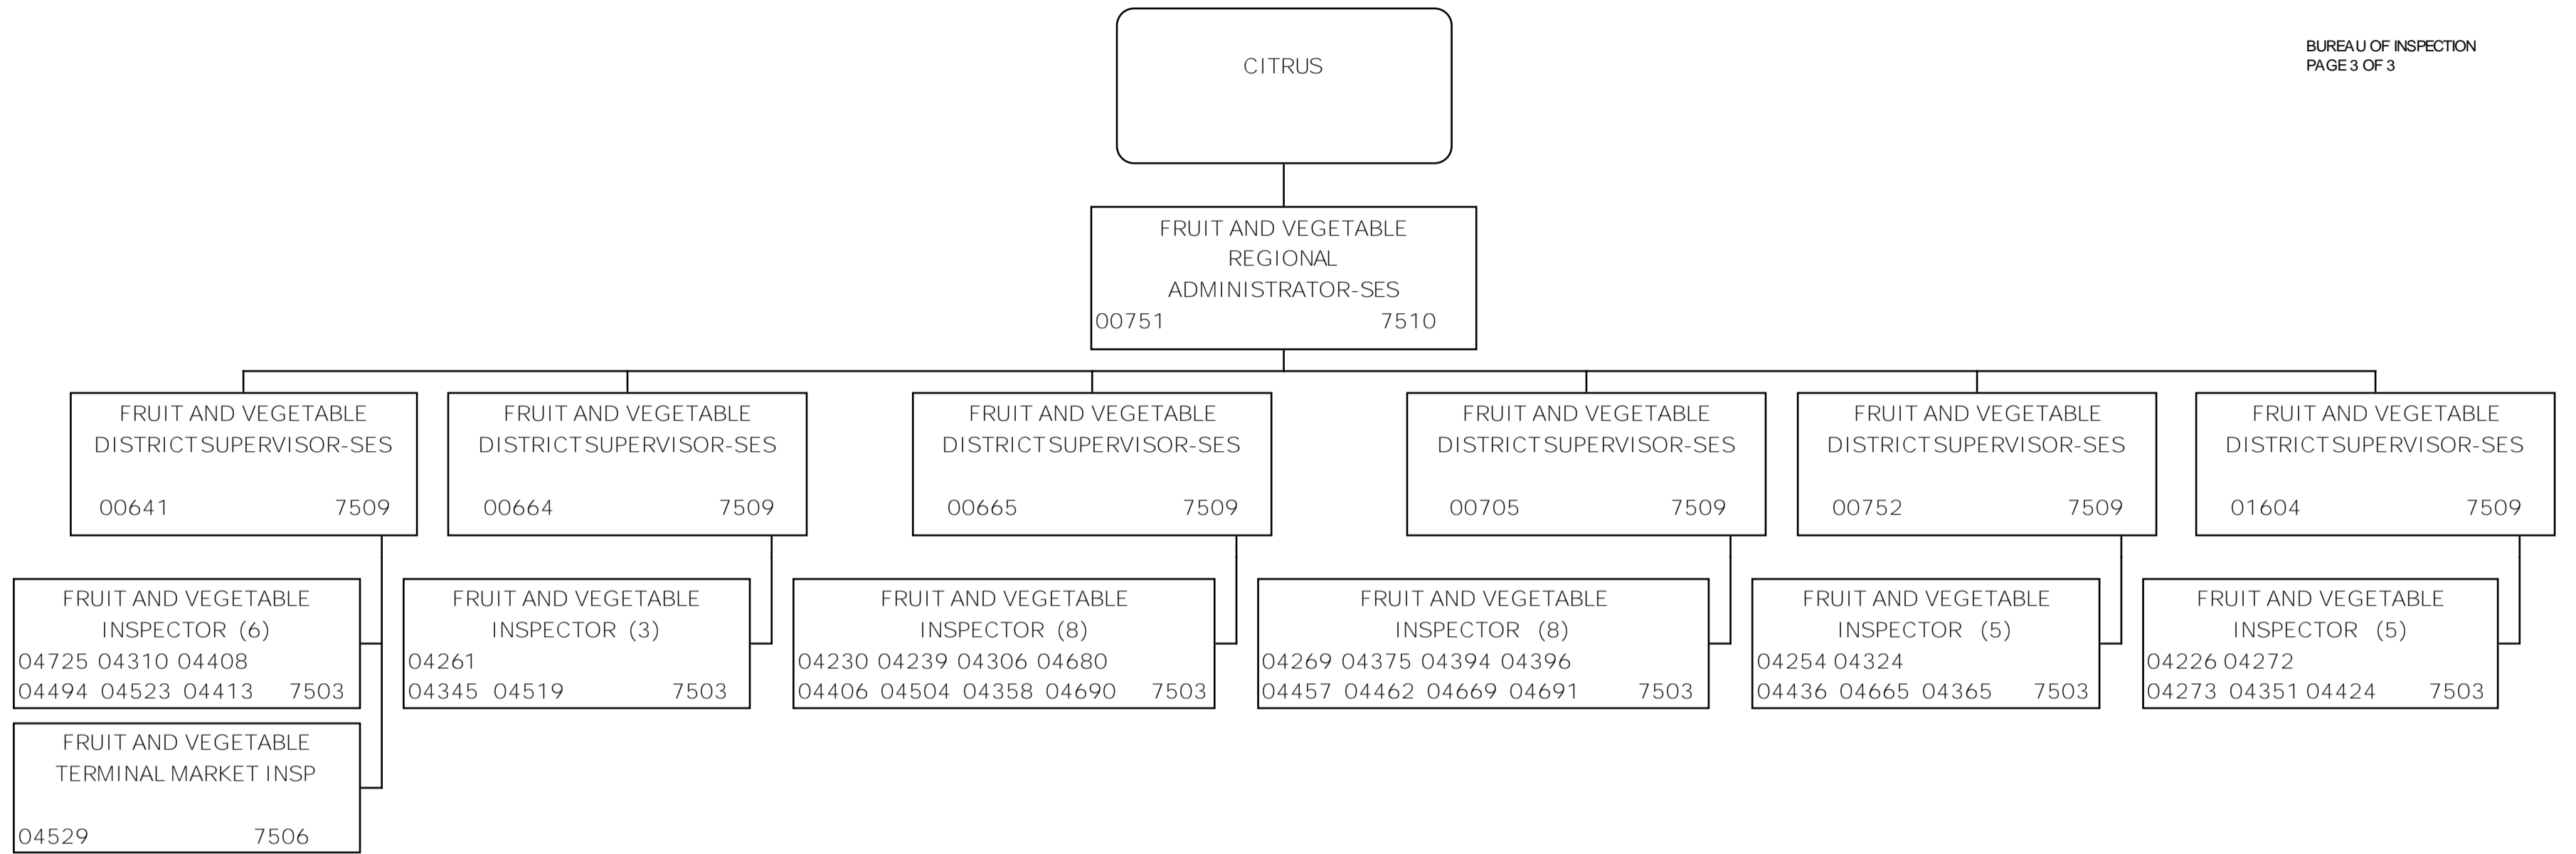 BUREAU OF INSPECTION
PAGE 3 OF 3
CITRUS
FRUIT AND VEGETABLE
REGIONAL
ADMINISTRATOR-SES
00751 7510
FRUIT AND VEGETABLE
DISTRICT SUPERVISOR-SES
00641 7509
FRUIT AND VEGETABLE
DISTRICT SUPERVISOR-SES
00664 7509
FRUIT AND VEGETABLE
DISTRICT SUPERVISOR-SES
00665 7509
FRUIT AND VEGETABLE
DISTRICT SUPERVISOR-SES
00705 7509
FRUIT AND VEGETABLE
DISTRICT SUPERVISOR-SES
00752 7509
FRUIT AND VEGETABLE
DISTRICT SUPERVISOR-SES
01604 7509
FRUIT AND VEGETABLE
INSPECTOR (6)
04725 04310 04408
04494 04523 04413 7503
FRUIT AND VEGETABLE
INSPECTOR (3)
04261
04345 04519 7503
FRUIT AND VEGETABLE
INSPECTOR (8)
04230 04239 04306 04680
04406 04504 04358 04690 7503
FRUIT AND VEGETABLE
INSPECTOR (8)
04269 04375 04394 04396
04457 04462 04669 04691 7503
FRUIT AND VEGETABLE
INSPECTOR (5)
04254 04324
04436 04665 04365 7503
FRUIT AND VEGETABLE
INSPECTOR (5)
04226 04272
04273 04351 04424 7503
FRUIT AND VEGETABLE
TERMINAL MARKET INSP
04529 7506